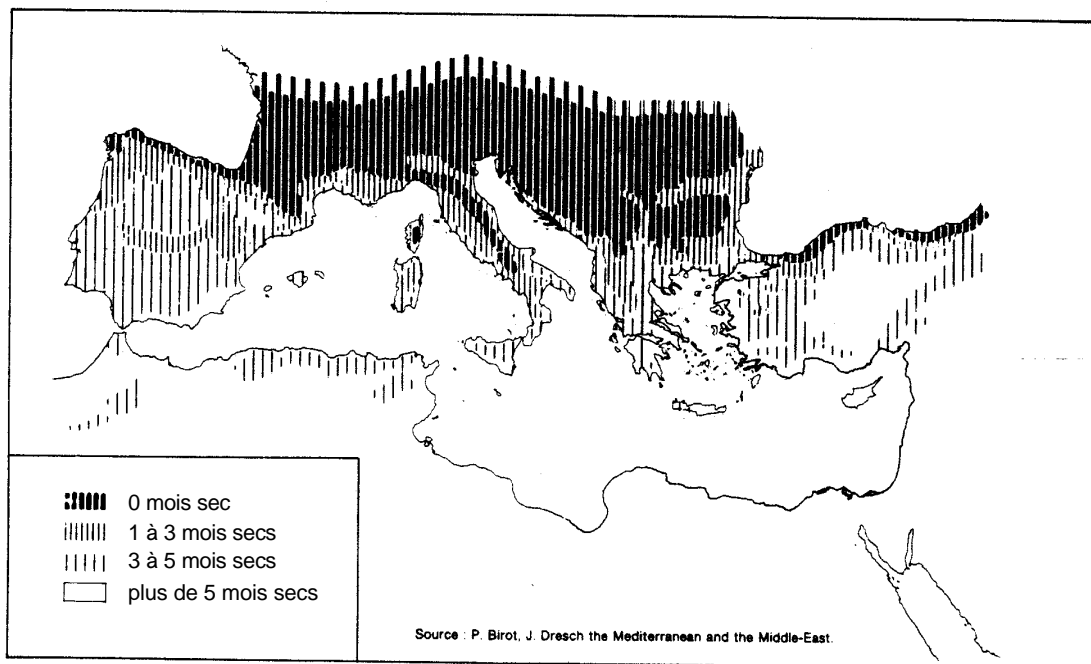 0 mois sec
1 à 3 mois secs
3 à 5 mois secs
plus de 5 mois secs
Source : P. Birot, J. Dresch the Mediterranean and the Middle-East.